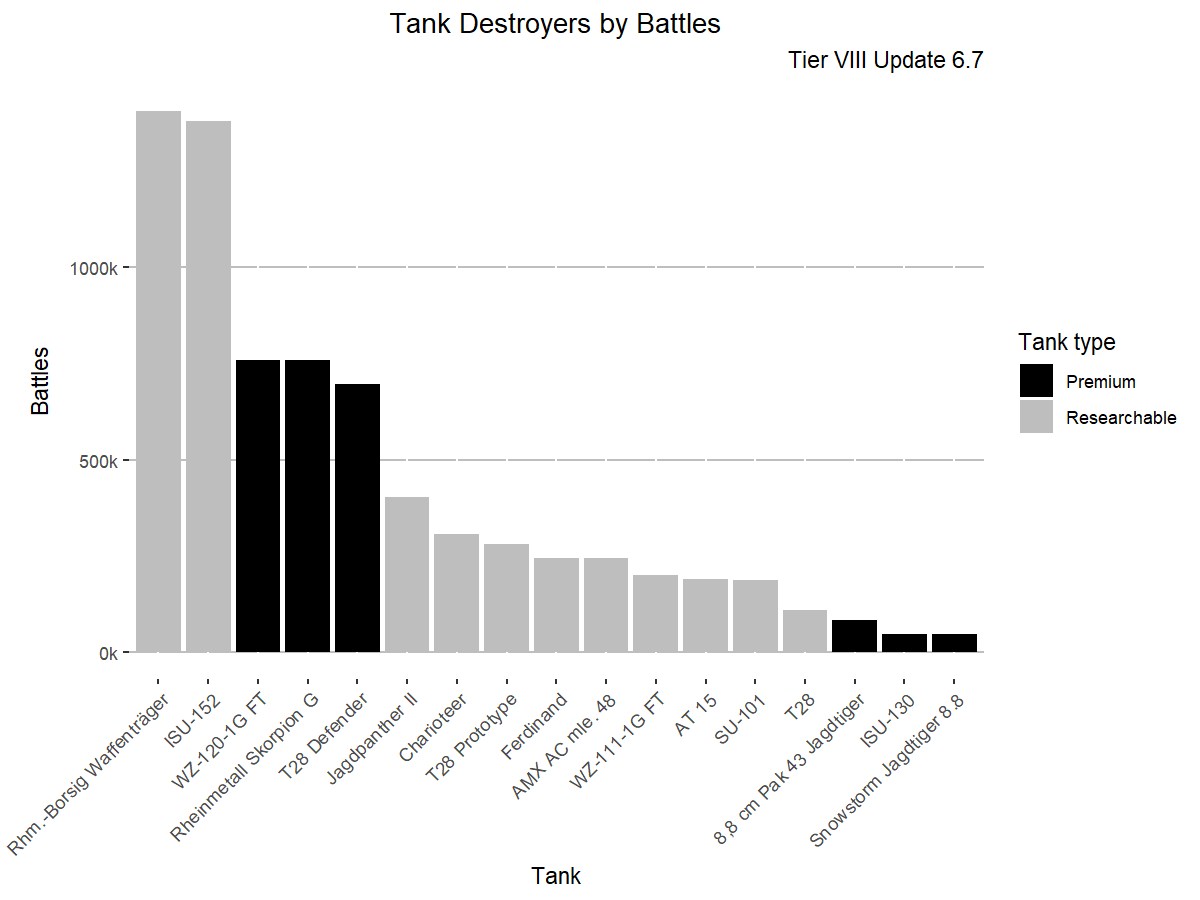 Tank Destroyers by Battles
Tier VIII Update 6.7
Battles
1000k
500k
0k
Rhm.-Borsig Waffenträger
ISU-152
WZ-120-1G FT
Rheinmetall Skorpion G
T28 Defender
Jagdpanther II
Charioteer
T28 Prototype
Ferdinand
AMX AC mle. 48
WZ-111-1G FT
AT 15
SU-101
T28
8,8 cm Pak 43 Jagdtiger
ISU-130
Snowstorm Jagdtiger 8.8
Tank
Tank type
Premium
Researchable